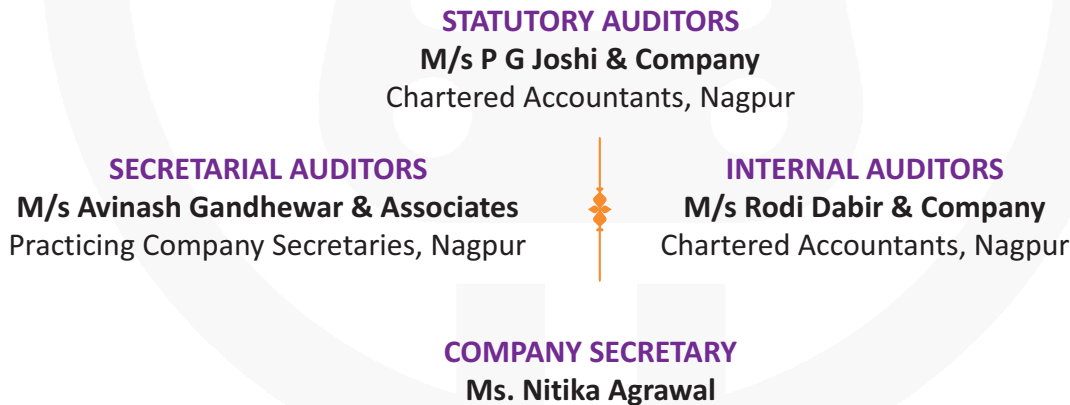 STATUTORY AUDITORS
M/s P G Joshi & Company
Chartered Accountants, Nagpur
SECRETARIAL AUDITORS
M/s Avinash Gandhewar & Associates
Practicing Company Secretaries, Nagpur
INTERNAL AUDITORS
M/s Rodi Dabir & Company
Chartered Accountants, Nagpur
COMPANY SECRETARY
Ms. Nitika Agrawal